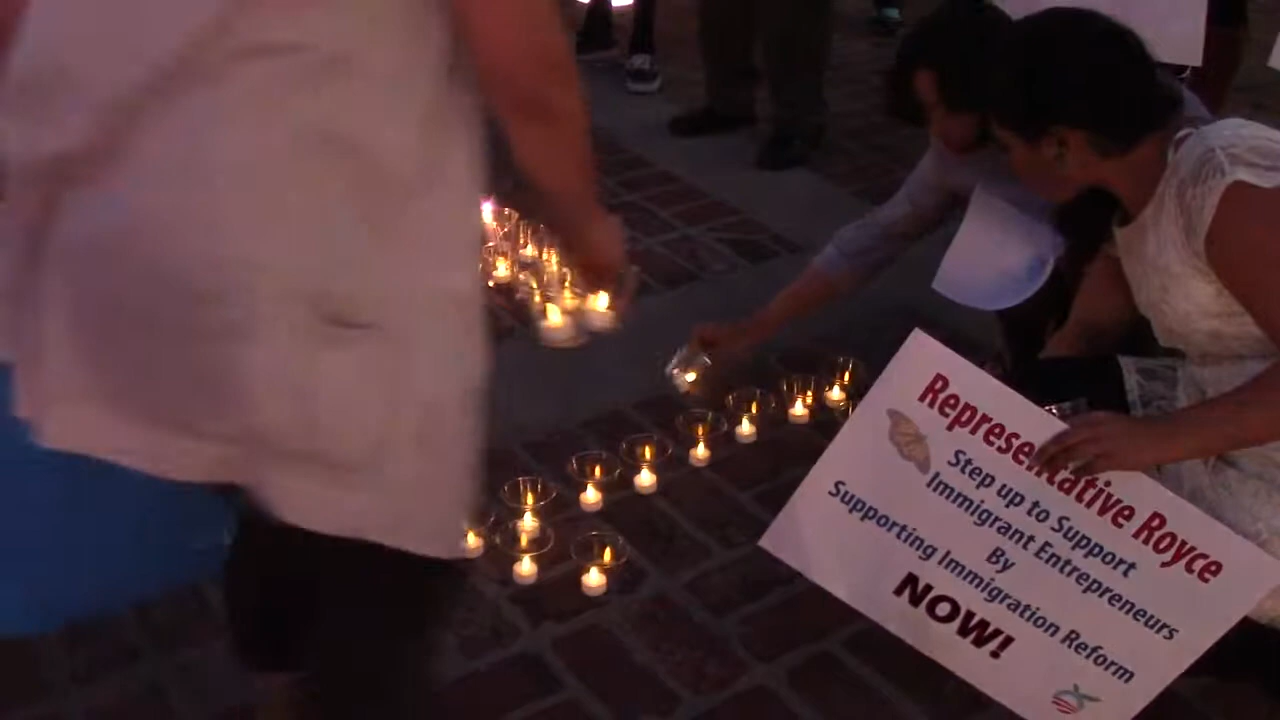 Representative Royce
Step up to Support
Immigrant Entrepreneurs
By
Supporting Immigration Reform
NOW!